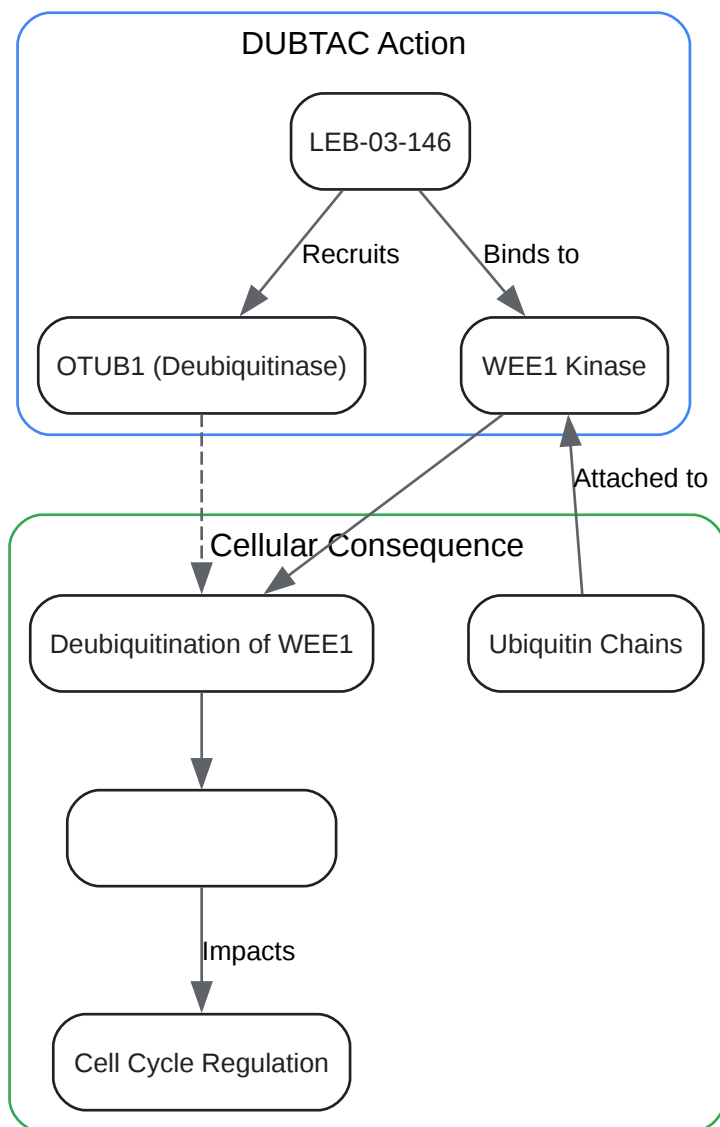 DUBTAC Action
LEB-03-146
Recruits
Binds to
OTUB1 (Deubiquitinase)
WEE1 Kinase
Attached to
Cellular Consequence
Deubiquitination of WEE1
Ubiquitin Chains
Impacts
Cell Cycle Regulation